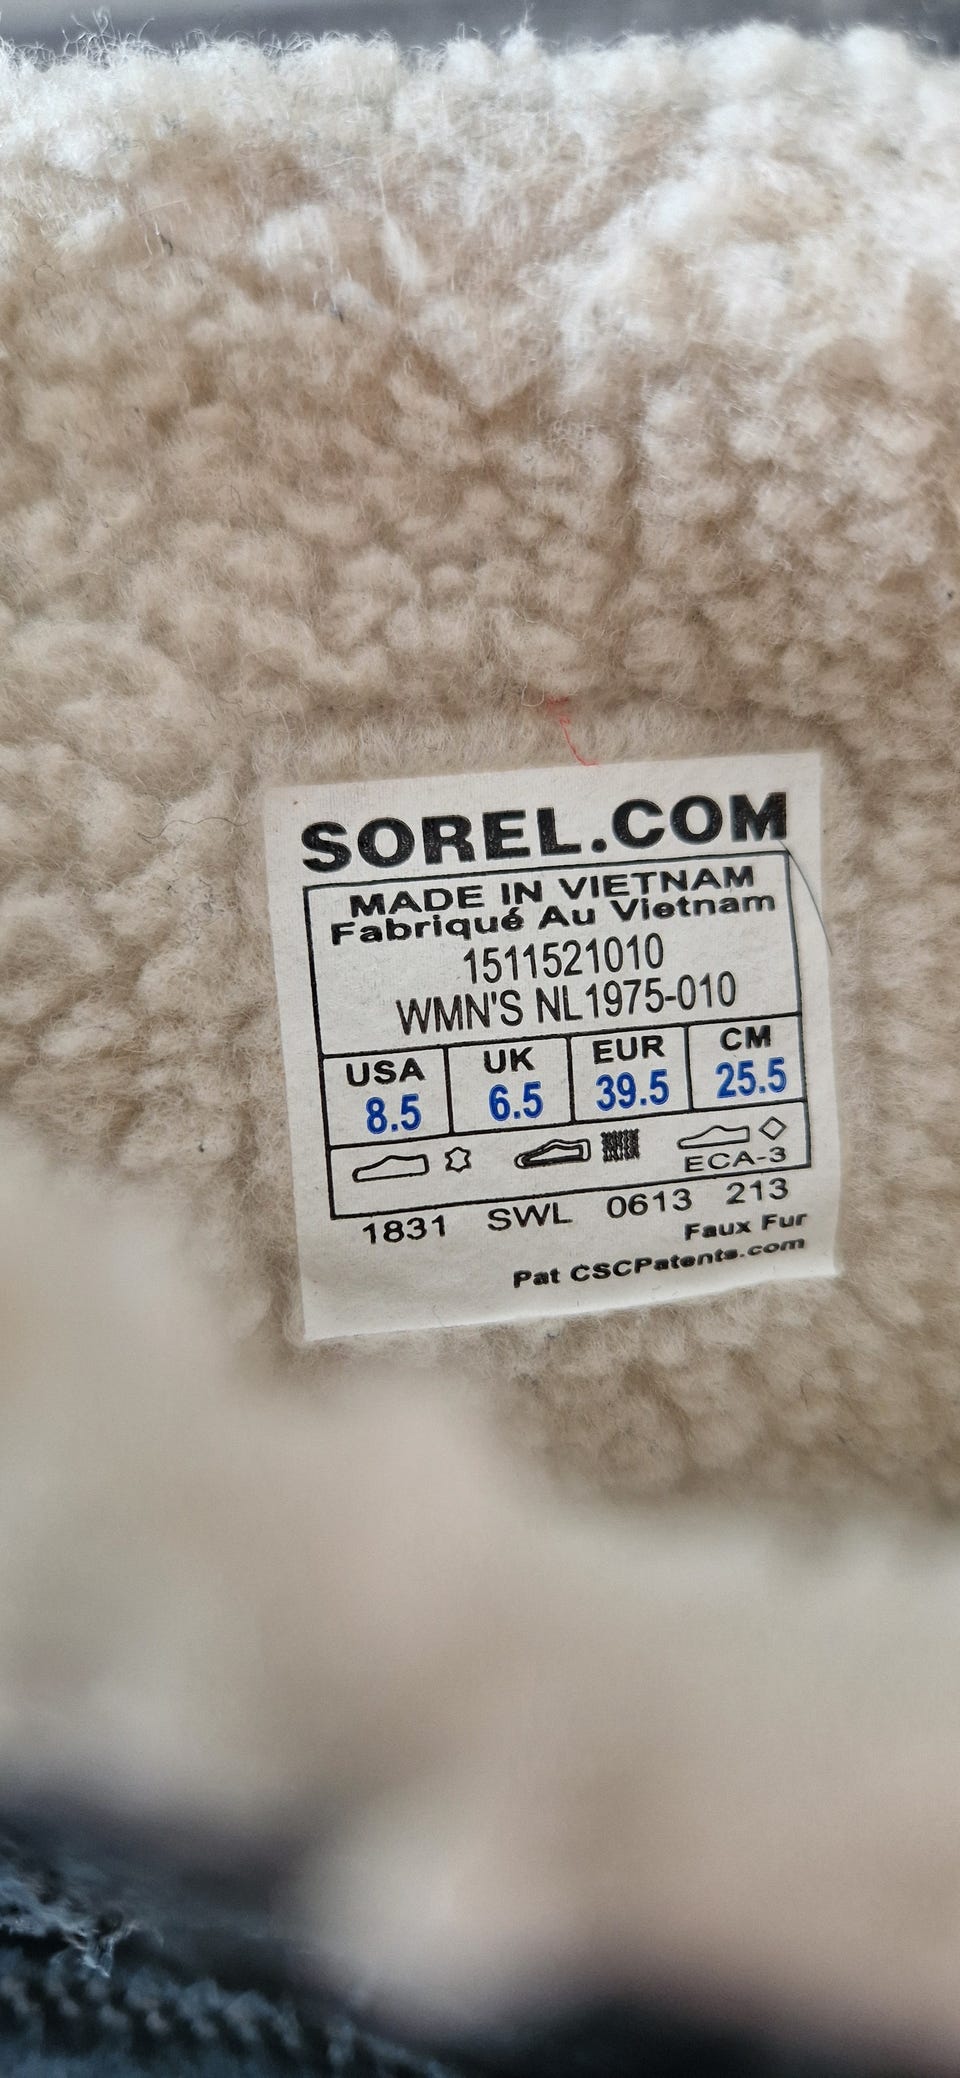 SOREL.COM
MADE IN VIETNAM
Fabriqué Au Vietnam
1511521010
WMN'S NL1975-010
USA UK EUR CM
8.5 6.5 39.5 25.5
ECA-3
1831 SWL 0613 213
Faux Fur
Pat CSCPatents.com